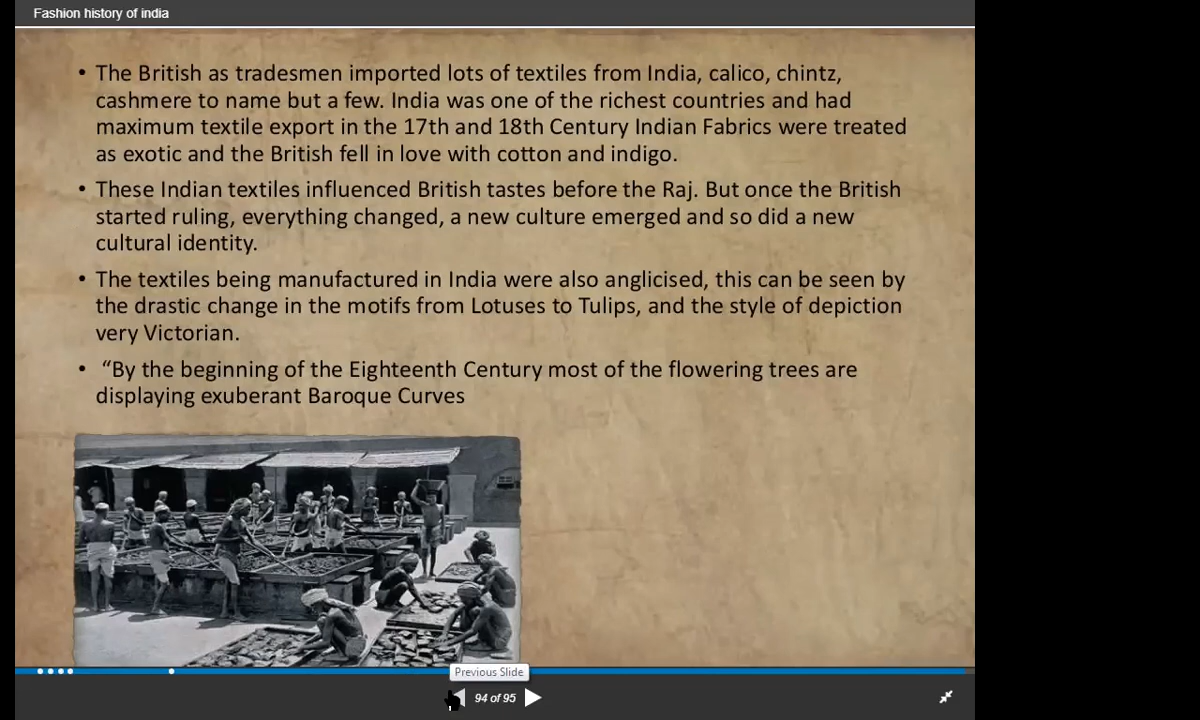 Fashion history of india
• The British as tradesmen imported lots of textiles from India, calico, chintz,
cashmere to name but a few. India was one of the richest countries and had
maximum textile export in the 17th and 18th Century Indian Fabrics were treated
as exotic and the British fell in love with cotton and indigo.
• These Indian textiles influenced British tastes before the Raj. But once the British
started ruling, everything changed, a new culture emerged and so did a new
cultural identity.
• The textiles being manufactured in India were also anglicised, this can be seen by
the drastic change in the motifs from Lotuses to Tulips, and the style of depiction
very Victorian.
• “By the beginning of the Eighteenth Century most of the flowering trees are
displaying exuberant Baroque Curves
Previous Slide
94 of 95